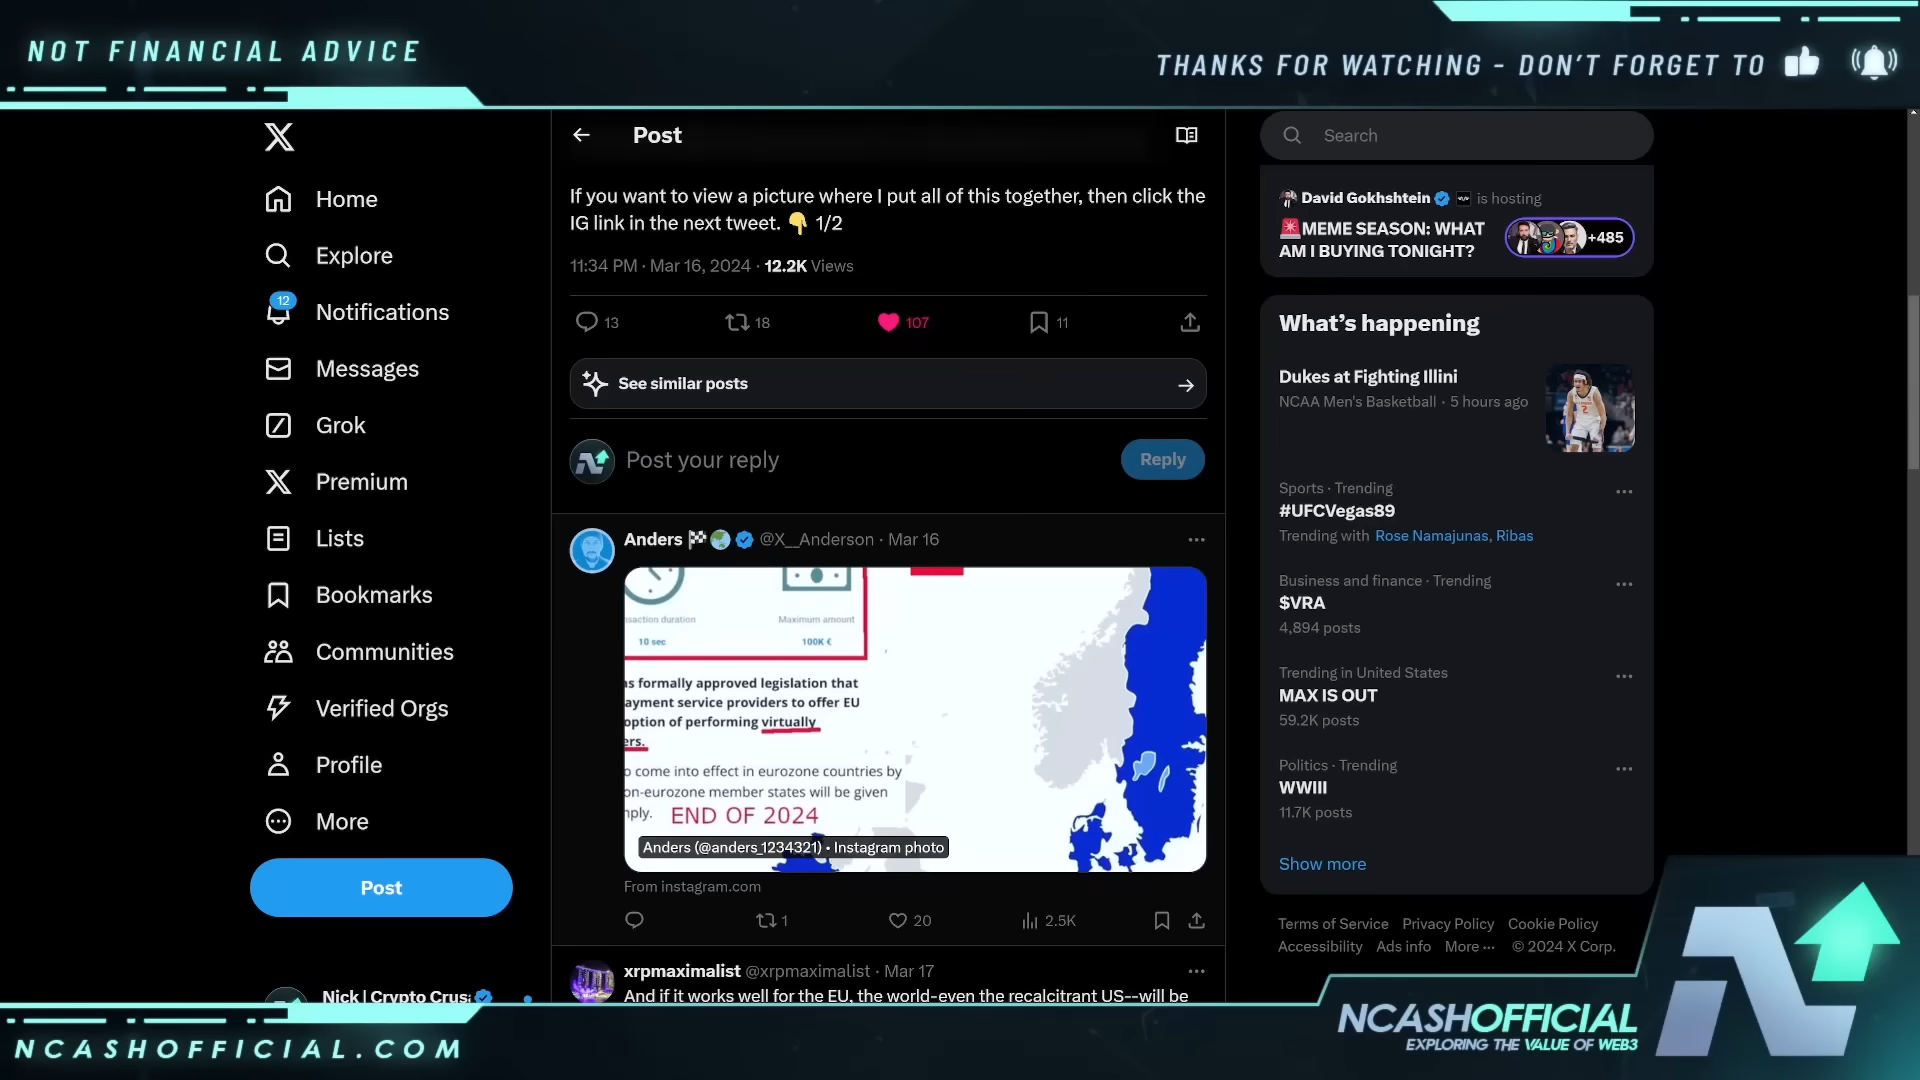 NOT FINANCIAL ADVICE
THANKS FOR WATCHING - DON'T FORGET TO
Home
Explore
12
Notifications
Messages
Grok
Premium
Lists
Bookmarks
Communities
Verified Orgs
Profile
More
Post
Nick | Crypto Crus
Post
If you want to view a picture where I put all of this together, then click the
IG link in the next tweet. 👇 1/2
11:34 PM · Mar 16, 2024 · 12.2K Views
13
18
107
11
See similar posts
Post your reply
Reply
Anders 🏁🌏 @X__Anderson · Mar 16
saction duration
Maximum amount
10 sec
100K €
as formally approved legislation that
ayment service providers to offer EU
option of performing virtually
ers.
o come into effect in eurozone countries by
on-eurozone member states will be given
nply.
END OF 2024
Anders (@anders_1234321) • Instagram photo
From instagram.com
1
20
2.5K
xrpmaximalist @xrpmaximalist · Mar 17
And if it works well for the EU, the world-even the recalcitrant US--will be
Search
David Gokhshtein is hosting
🚨MEME SEASON: WHAT
AM I BUYING TONIGHT?
+485
What's happening
Dukes at Fighting Illini
NCAA Men's Basketball · 5 hours ago
Sports · Trending
#UFCVegas89
Trending with Rose Namajunas, Ribas
Business and finance · Trending
$VRA
4,894 posts
Trending in United States
MAX IS OUT
59.2K posts
Politics · Trending
WWIII
11.7K posts
Show more
Terms of Service Privacy Policy Cookie Policy
Accessibility Ads info More ··· © 2024 X Corp.
NCASHOFFICIAL
EXPLORING THE VALUE OF WEB3
NCASHOFFICIAL.COM